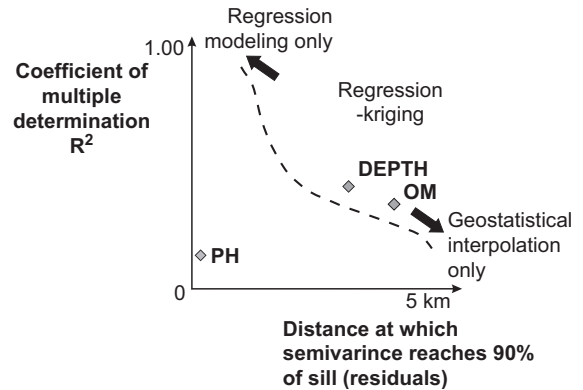 Regression
modeling only
1.00
Coefficient of
multiple
determination
R2
Regression
-kriging
DEPTH
OM
Geostatistical
interpolation
only
PH
0
5 km
Distance at which
semivarince reaches 90%
of sill (residuals)